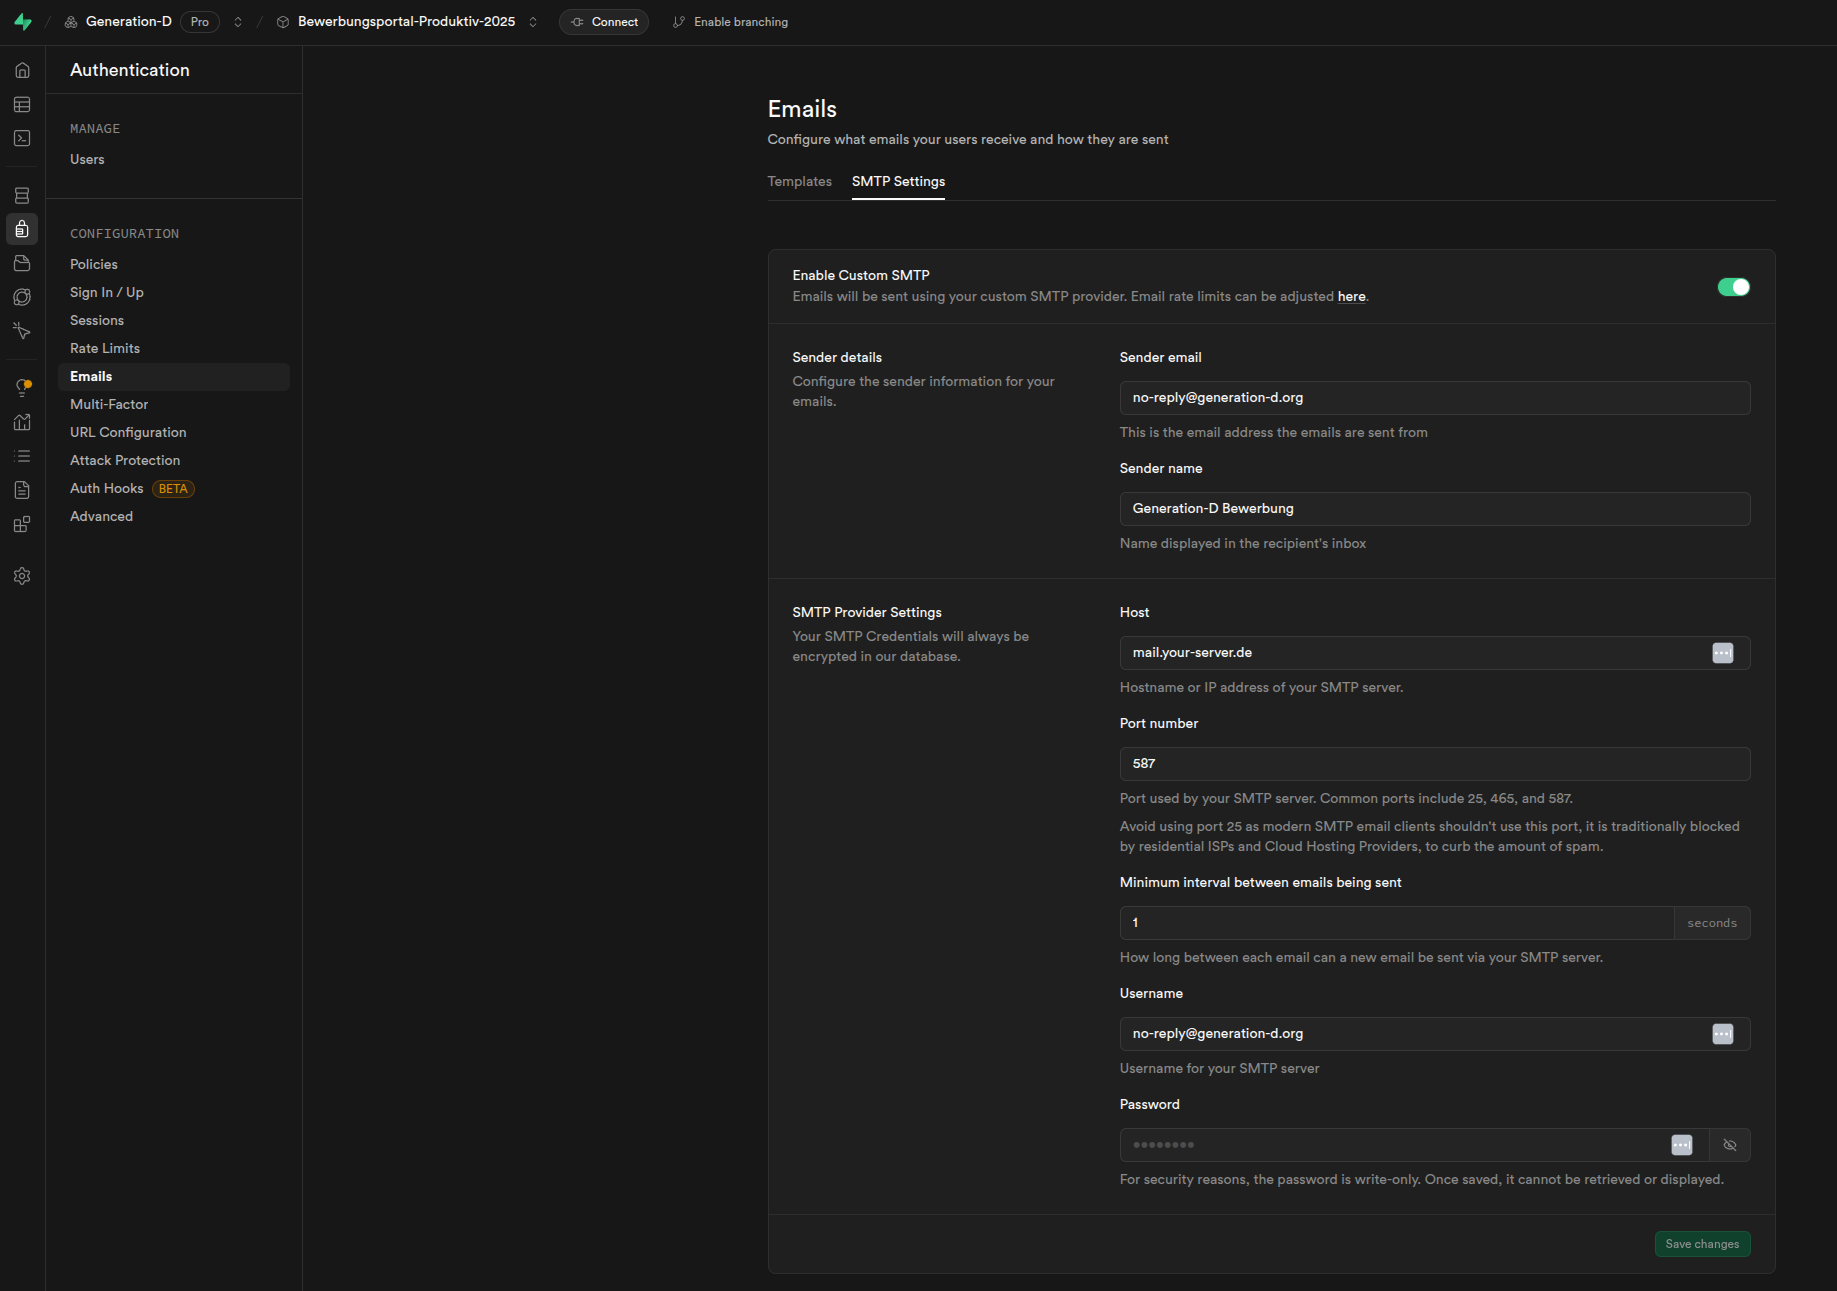 Generation-D Pro / Bewerbungsportal-Produktiv-2025 Connect Enable branching
Authentication
MANAGE
Users
CONFIGURATION
Policies
Sign In / Up
Sessions
Rate Limits
Emails
Multi-Factor
URL Configuration
Attack Protection
Auth Hooks BETA
Advanced
Emails
Configure what emails your users receive and how they are sent
Templates SMTP Settings
Enable Custom SMTP
Emails will be sent using your custom SMTP provider. Email rate limits can be adjusted here.
Sender details
Configure the sender information for your
emails.
Sender email
no-reply@generation-d.org
This is the email address the emails are sent from
Sender name
Generation-D Bewerbung
Name displayed in the recipient's inbox
SMTP Provider Settings
Your SMTP Credentials will always be
encrypted in our database.
Host
mail.your-server.de
Hostname or IP address of your SMTP server.
Port number
587
Port used by your SMTP server. Common ports include 25, 465, and 587.
Avoid using port 25 as modern SMTP email clients shouldn't use this port, it is traditionally blocked
by residential ISPs and Cloud Hosting Providers, to curb the amount of spam.
Minimum interval between emails being sent
1 seconds
How long between each email can a new email be sent via your SMTP server.
Username
no-reply@generation-d.org
Username for your SMTP server
Password
••••••••
For security reasons, the password is write-only. Once saved, it cannot be retrieved or displayed.
Save changes